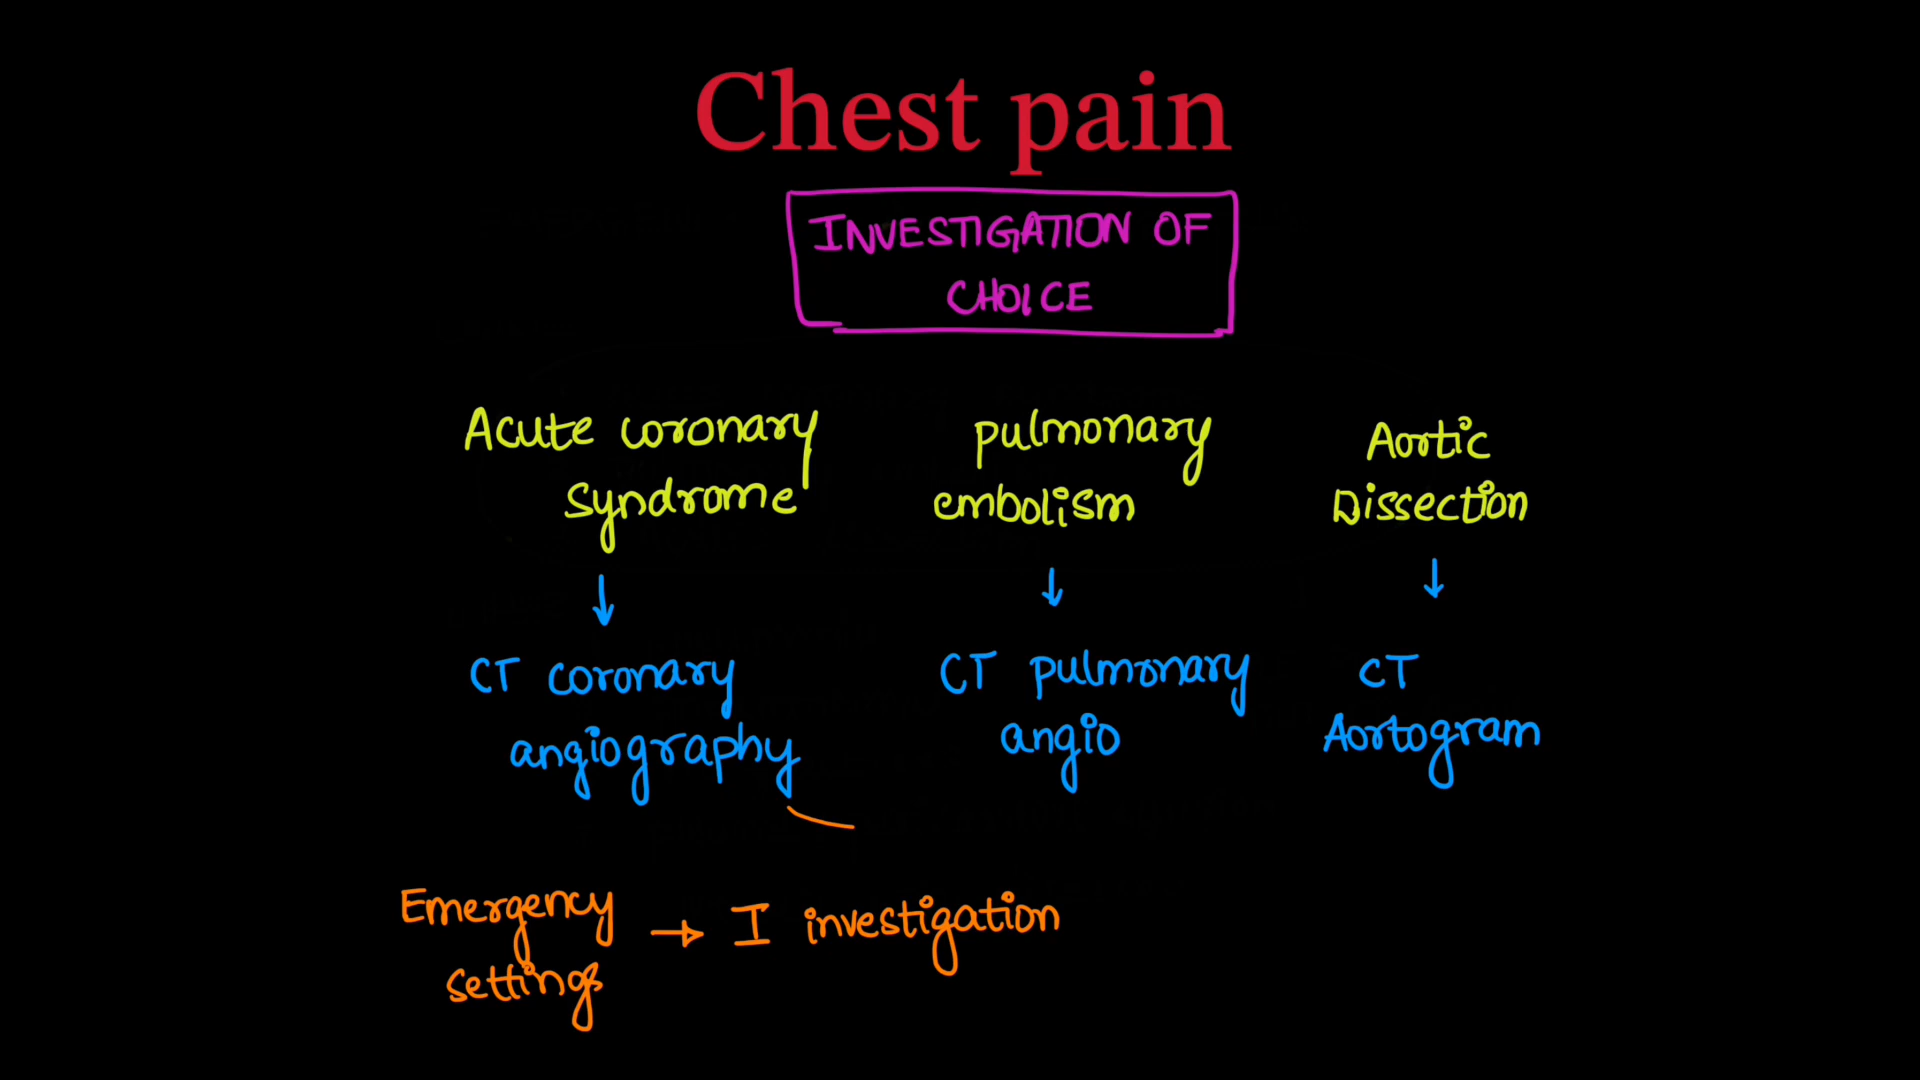 Chest pain
INVESTIGATION OF
CHOICE
Acute coronary
syndrome
pulmonary
embolism
Aortic
Dissection
↓ ↓ ↓
CT coronary
angiography
CT pulmonary
angio
CT
Aortogram
Emergency
settings
→ I investigation